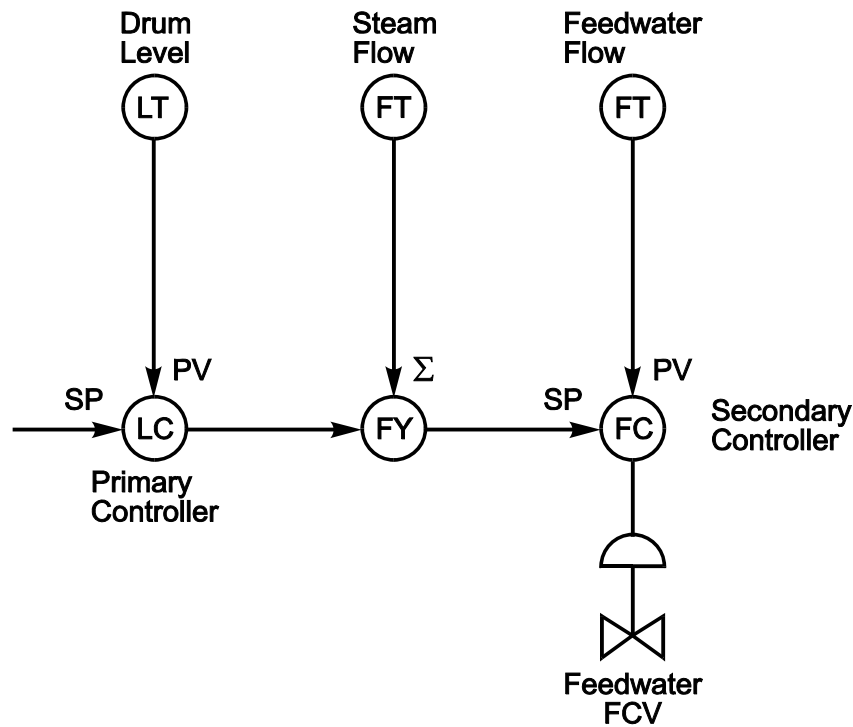 Drum
Level
Steam
Flow
Feedwater
Flow
LT
FT
FT
PV
Σ
PV
SP
SP
LC
FY
FC
Secondary
Controller
Primary
Controller
Feedwater
FCV